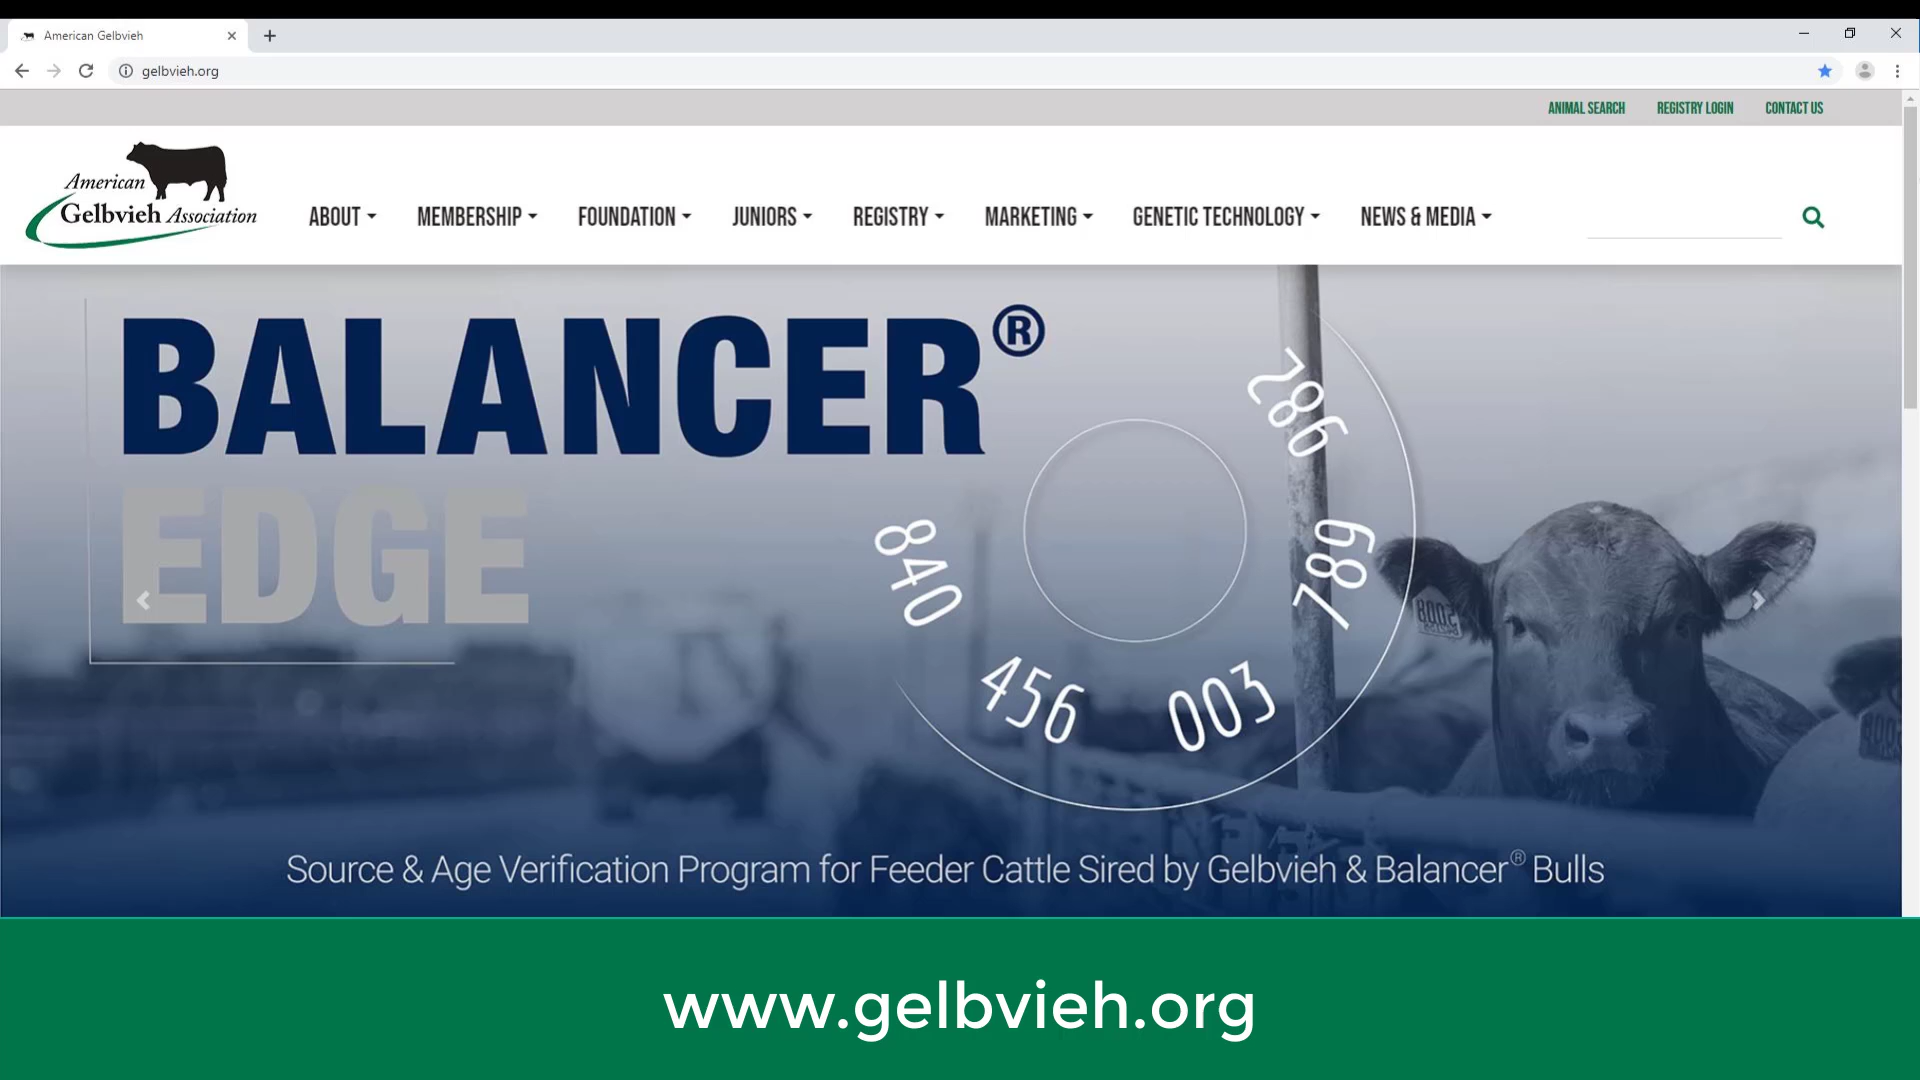 American Gelbvieh
gelbvieh.org
ANIMAL SEARCH REGISTRY LOGIN CONTACT US
American
Gelbvieh Association
ABOUT MEMBERSHIP FOUNDATION JUNIORS REGISTRY MARKETING GENETIC TECHNOLOGY NEWS & MEDIA
BALANCER®
EDGE
840
456
003
789
286
Source & Age Verification Program for Feeder Cattle Sired by Gelbvieh & Balancer® Bulls
www.gelbvieh.org